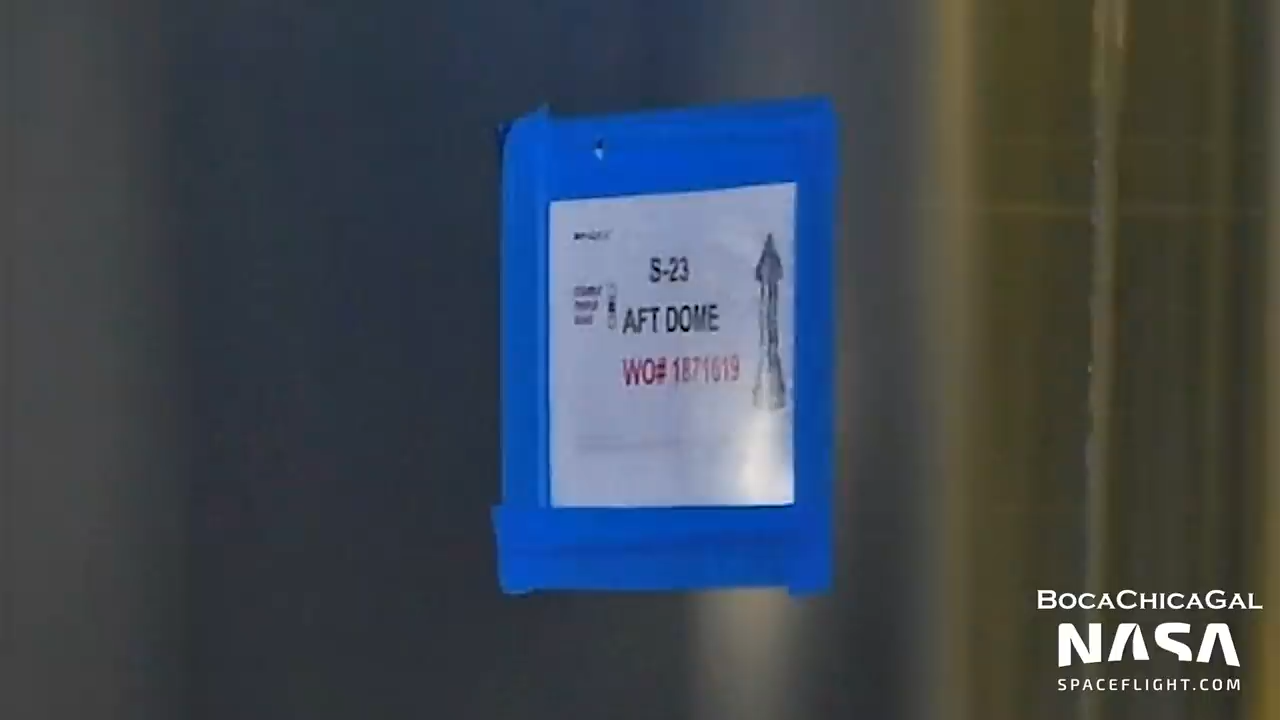 S-23
AFT DOME
WO# 1871619
BOCACHICAGAL
NASA
SPACEFLIGHT.COM